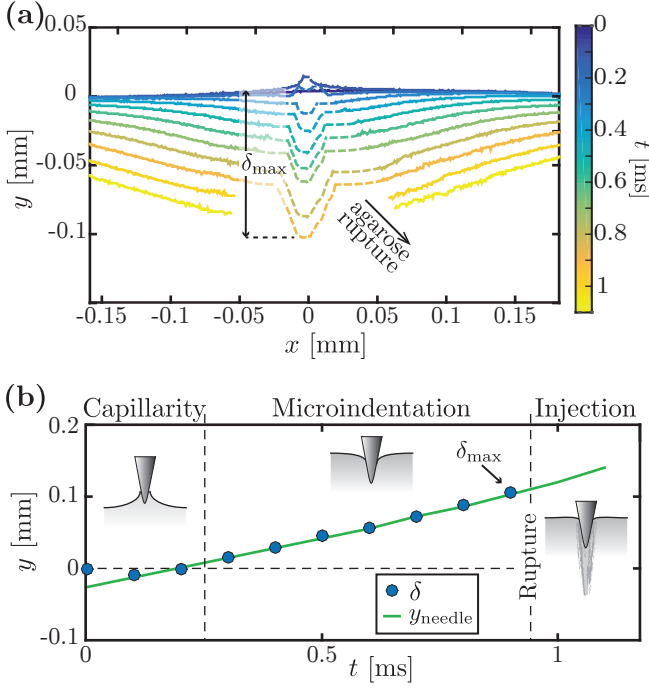 (a)
0.05
0
-0.05
-0.1
y [mm]
δmax
agarose
rupture
-0.15
-0.1
-0.05
0
0.05
0.1
0.15
x [mm]
0
0.2
0.4
0.6
0.8
1
t [ms]
(b)
Capillarity
Microindentation
Injection
0.2
0.1
0
-0.1
y [mm]
δmax
Rupture
δ
yneedle
0
0.5
1
t [ms]